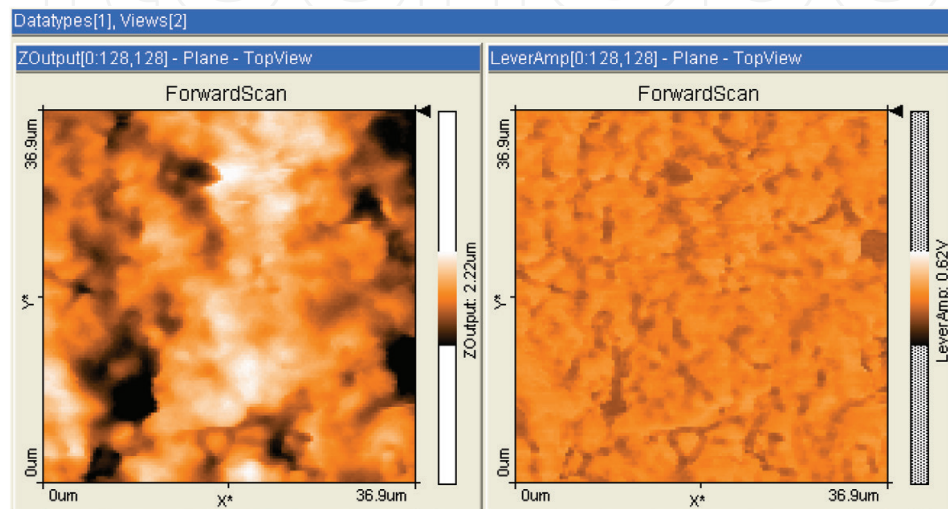 Datatypes[1], Views[2]
ZOutput[0:128,128] - Plane - TopView
ForwardScan
36.9um
Y*
0um
0um
X*
36.9um
ZOutput: 2.22um
LeverAmp[0:128,128] - Plane - TopView
ForwardScan
36.9um
Y*
0um
0um
X*
36.9um
LeverAmp: 0.62V